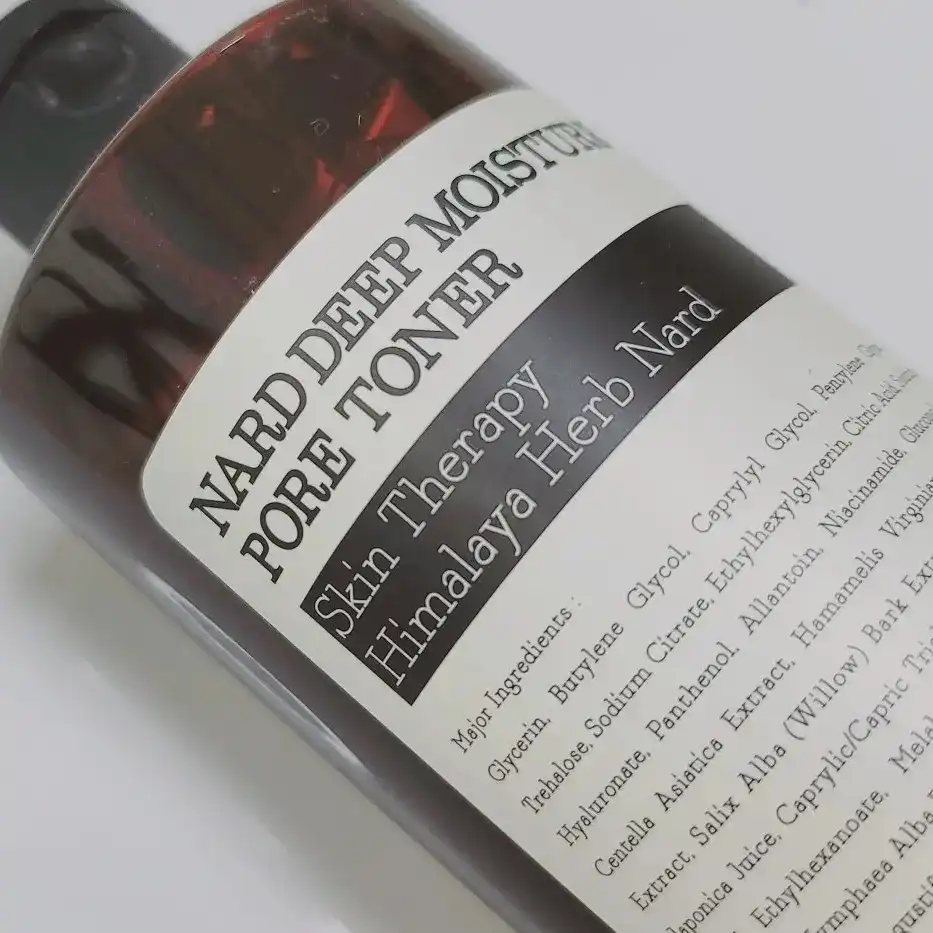 NARD DEEP MOISTURE
PORE TONER
Skin Therapy
Himalaya Herb Nard
Major Ingredients :
Glycerin, Butylene Glycol, Caprylyl Glycol, Pentylene
Trehalose, Sodium Citrate, Ethylhexylglycerin, Citric Acid,
Hyaluronate, Panthenol, Allantoin, Niacinamide,
Centella Asiatica Extract, Hamamelis
Extract, Salix Alba (Willow) Bark
Juice, Caprylic/Capric
Ethylhexanoate,
Alba